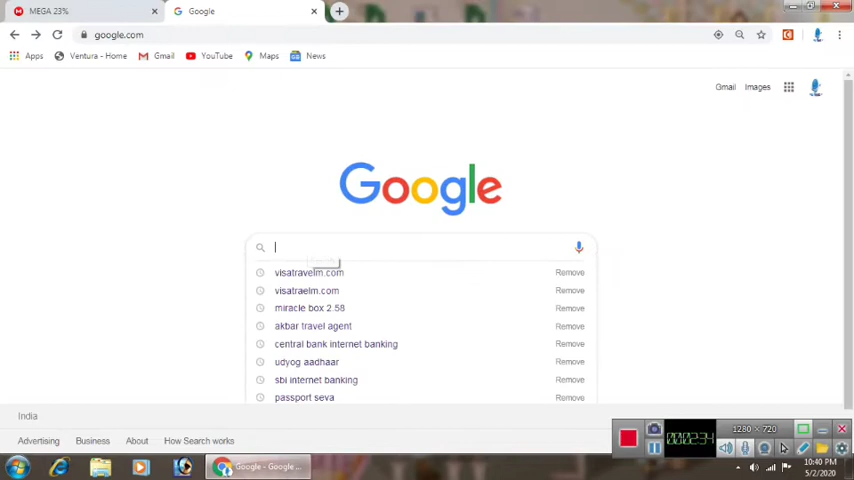 MEGA 23%
Google
google.com
Apps
Ventura - Home
Gmail
YouTube
Maps
News
Gmail
Images
Google
visatravelm.com
Remove
visatraelm.com
Remove
miracle box 2.58
Remove
akbar travel agent
Remove
central bank internet banking
Remove
udyog aadhaar
Remove
sbi internet banking
Remove
passport seva
Remove
India
Advertising
Business
About
How Search works
1280 × 720
Google - Google ...
10:40 PM
5/2/2020